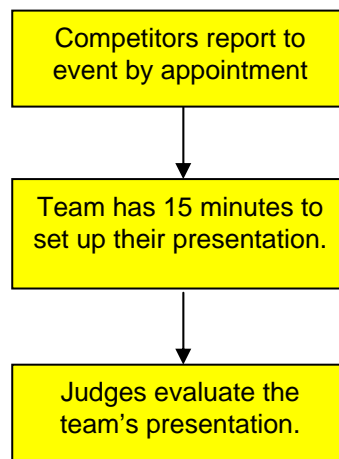 Competitors report to
event by appointment
Team has 15 minutes to
set up their presentation.
Judges evaluate the
team’s presentation.